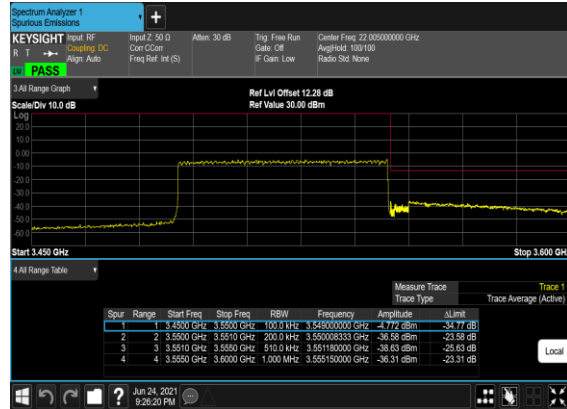 Spectrum Analyzer 1
Spurious Emissions
KEYSIGHT Input: RF Input Z: 50 Ω Atten: 30 dB Trig: Free Run Center Freq: 22.005000000 GHz
R T Coupling: DC Corr CCorr Gate: Off Avg|Hold: 100/100
Align: Auto Freq Ref: Int (S) IF Gain: Low Radio Std: None
PASS
3 All Range Graph
Ref Lvl Offset 12.28 dB
Scale/Div 10.0 dB Ref Value 30.00 dBm
Log
20.0
10.0
0.00
-10.0
-20.0
-30.0
-40.0
-50.0
-60.0
Start 3.450 GHz Stop 3.600 GH
4 All Range Table
Measure Trace Trace 1
Trace Type Trace Average (Active)
Spur Range Start Freq Stop Freq RBW Frequency Amplitude ΔLimit
1 1 3.4500 GHz 3.5500 GHz 100.0 kHz 3.549000000 GHz -4.772 dBm -34.77 dB
2 2 3.5500 GHz 3.5510 GHz 200.0 kHz 3.550008333 GHz -36.58 dBm -23.58 dB
3 3 3.5510 GHz 3.5550 GHz 510.0 kHz 3.551180000 GHz -38.63 dBm -25.63 dB
4 4 3.5550 GHz 3.6000 GHz 1.000 MHz 3.555150000 GHz -36.31 dBm -23.31 dB
Local
? Jun 24, 2021
9:26:20 PM